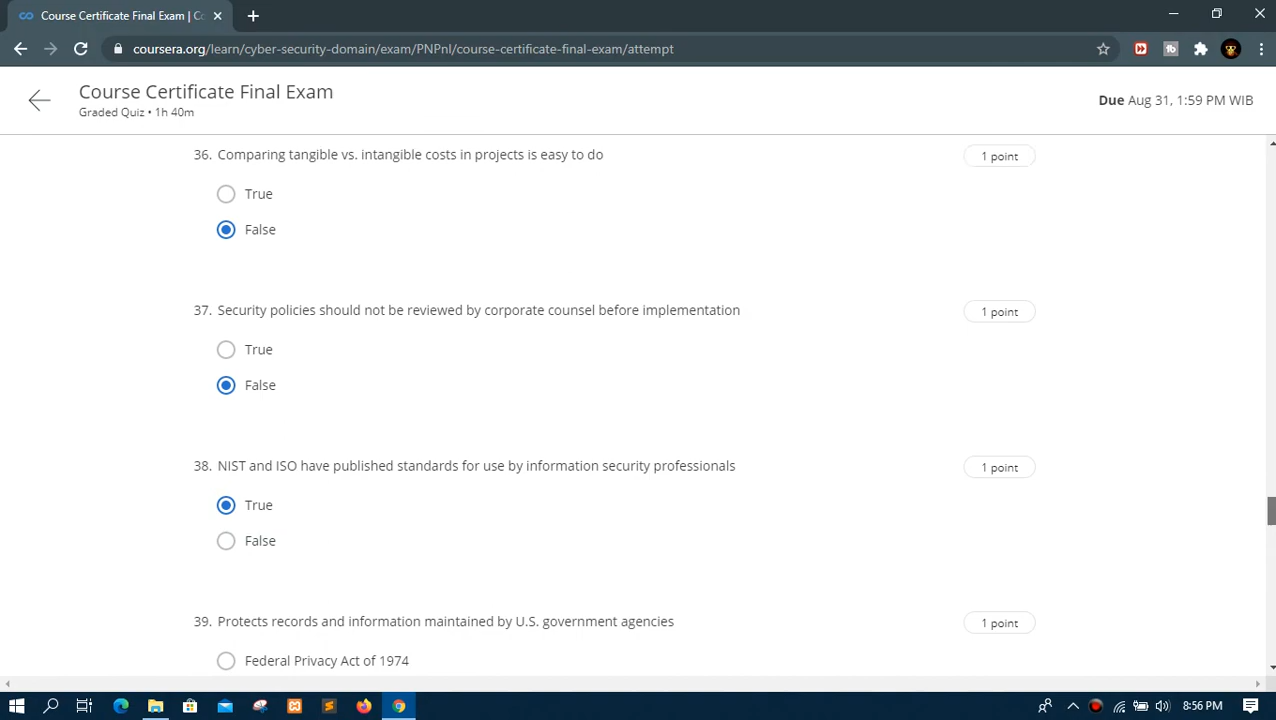 Course Certificate Final Exam | Co
coursera.org/learn/cyber-security-domain/exam/PNPnl/course-certificate-final-exam/attempt
Course Certificate Final Exam
Graded Quiz • 1h 40m
Due Aug 31, 1:59 PM WIB
36. Comparing tangible vs. intangible costs in projects is easy to do
1 point
True
False
37. Security policies should not be reviewed by corporate counsel before implementation
1 point
True
False
38. NIST and ISO have published standards for use by information security professionals
1 point
True
False
39. Protects records and information maintained by U.S. government agencies
1 point
Federal Privacy Act of 1974
8:56 PM